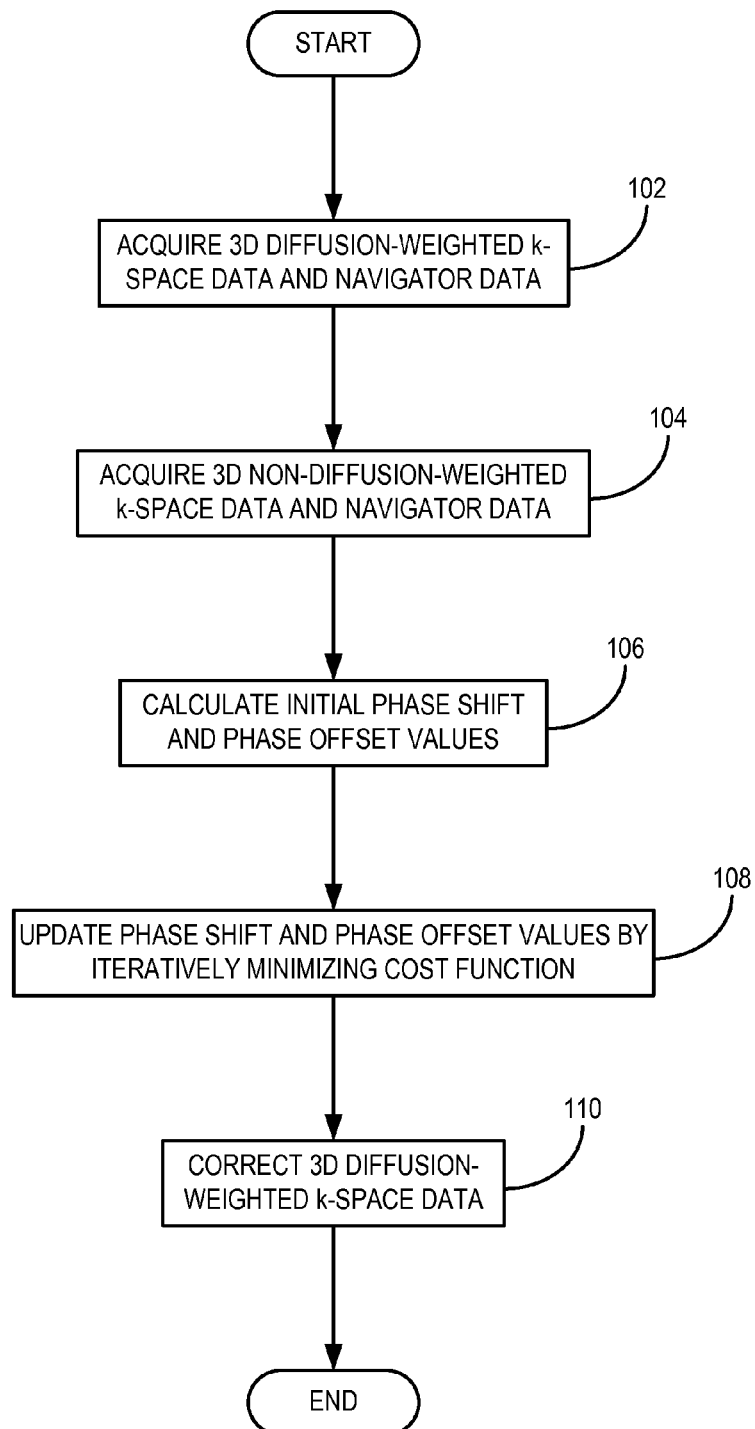 START
102
ACQUIRE 3D DIFFUSION-WEIGHTED k-
SPACE DATA AND NAVIGATOR DATA
104
ACQUIRE 3D NON-DIFFUSION-WEIGHTED
k-SPACE DATA AND NAVIGATOR DATA
106
CALCULATE INITIAL PHASE SHIFT
AND PHASE OFFSET VALUES
108
UPDATE PHASE SHIFT AND PHASE OFFSET VALUES BY
ITERATIVELY MINIMIZING COST FUNCTION
110
CORRECT 3D DIFFUSION-
WEIGHTED k-SPACE DATA
END